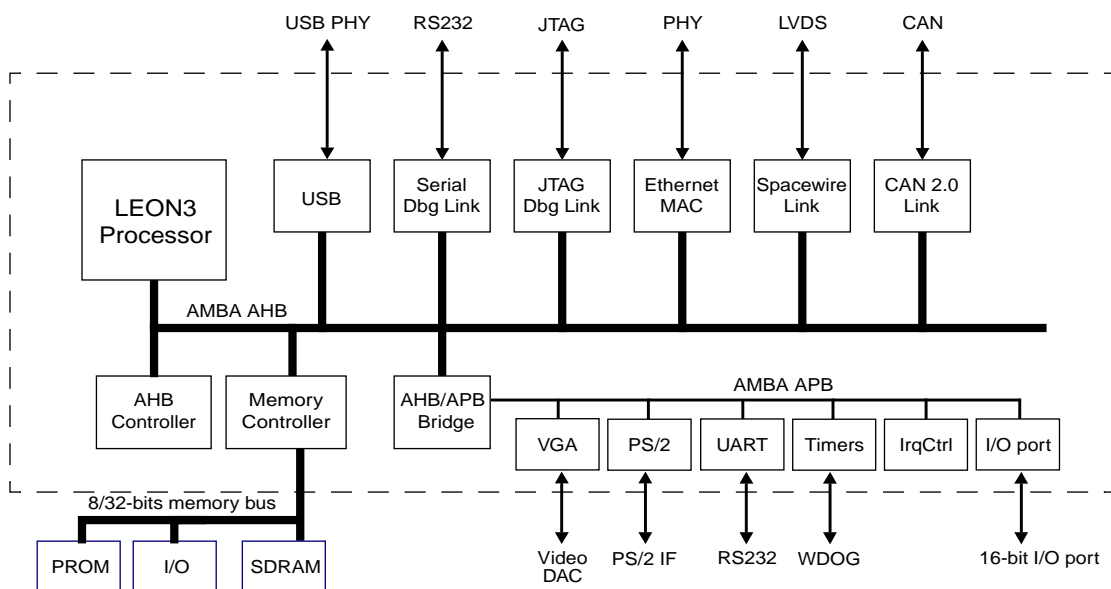 USB PHY
RS232
JTAG
PHY
LVDS
CAN
LEON3
Processor
USB
Serial
Dbg Link
JTAG
Dbg Link
Ethernet
MAC
Spacewire
Link
CAN 2.0
Link
AMBA AHB
AHB
Controller
Memory
Controller
AHB/APB
Bridge
AMBA APB
VGA
PS/2
UART
Timers
IrqCtrl
I/O port
8/32-bits memory bus
PROM
I/O
SDRAM
Video
DAC
PS/2 IF
RS232
WDOG
16-bit I/O port